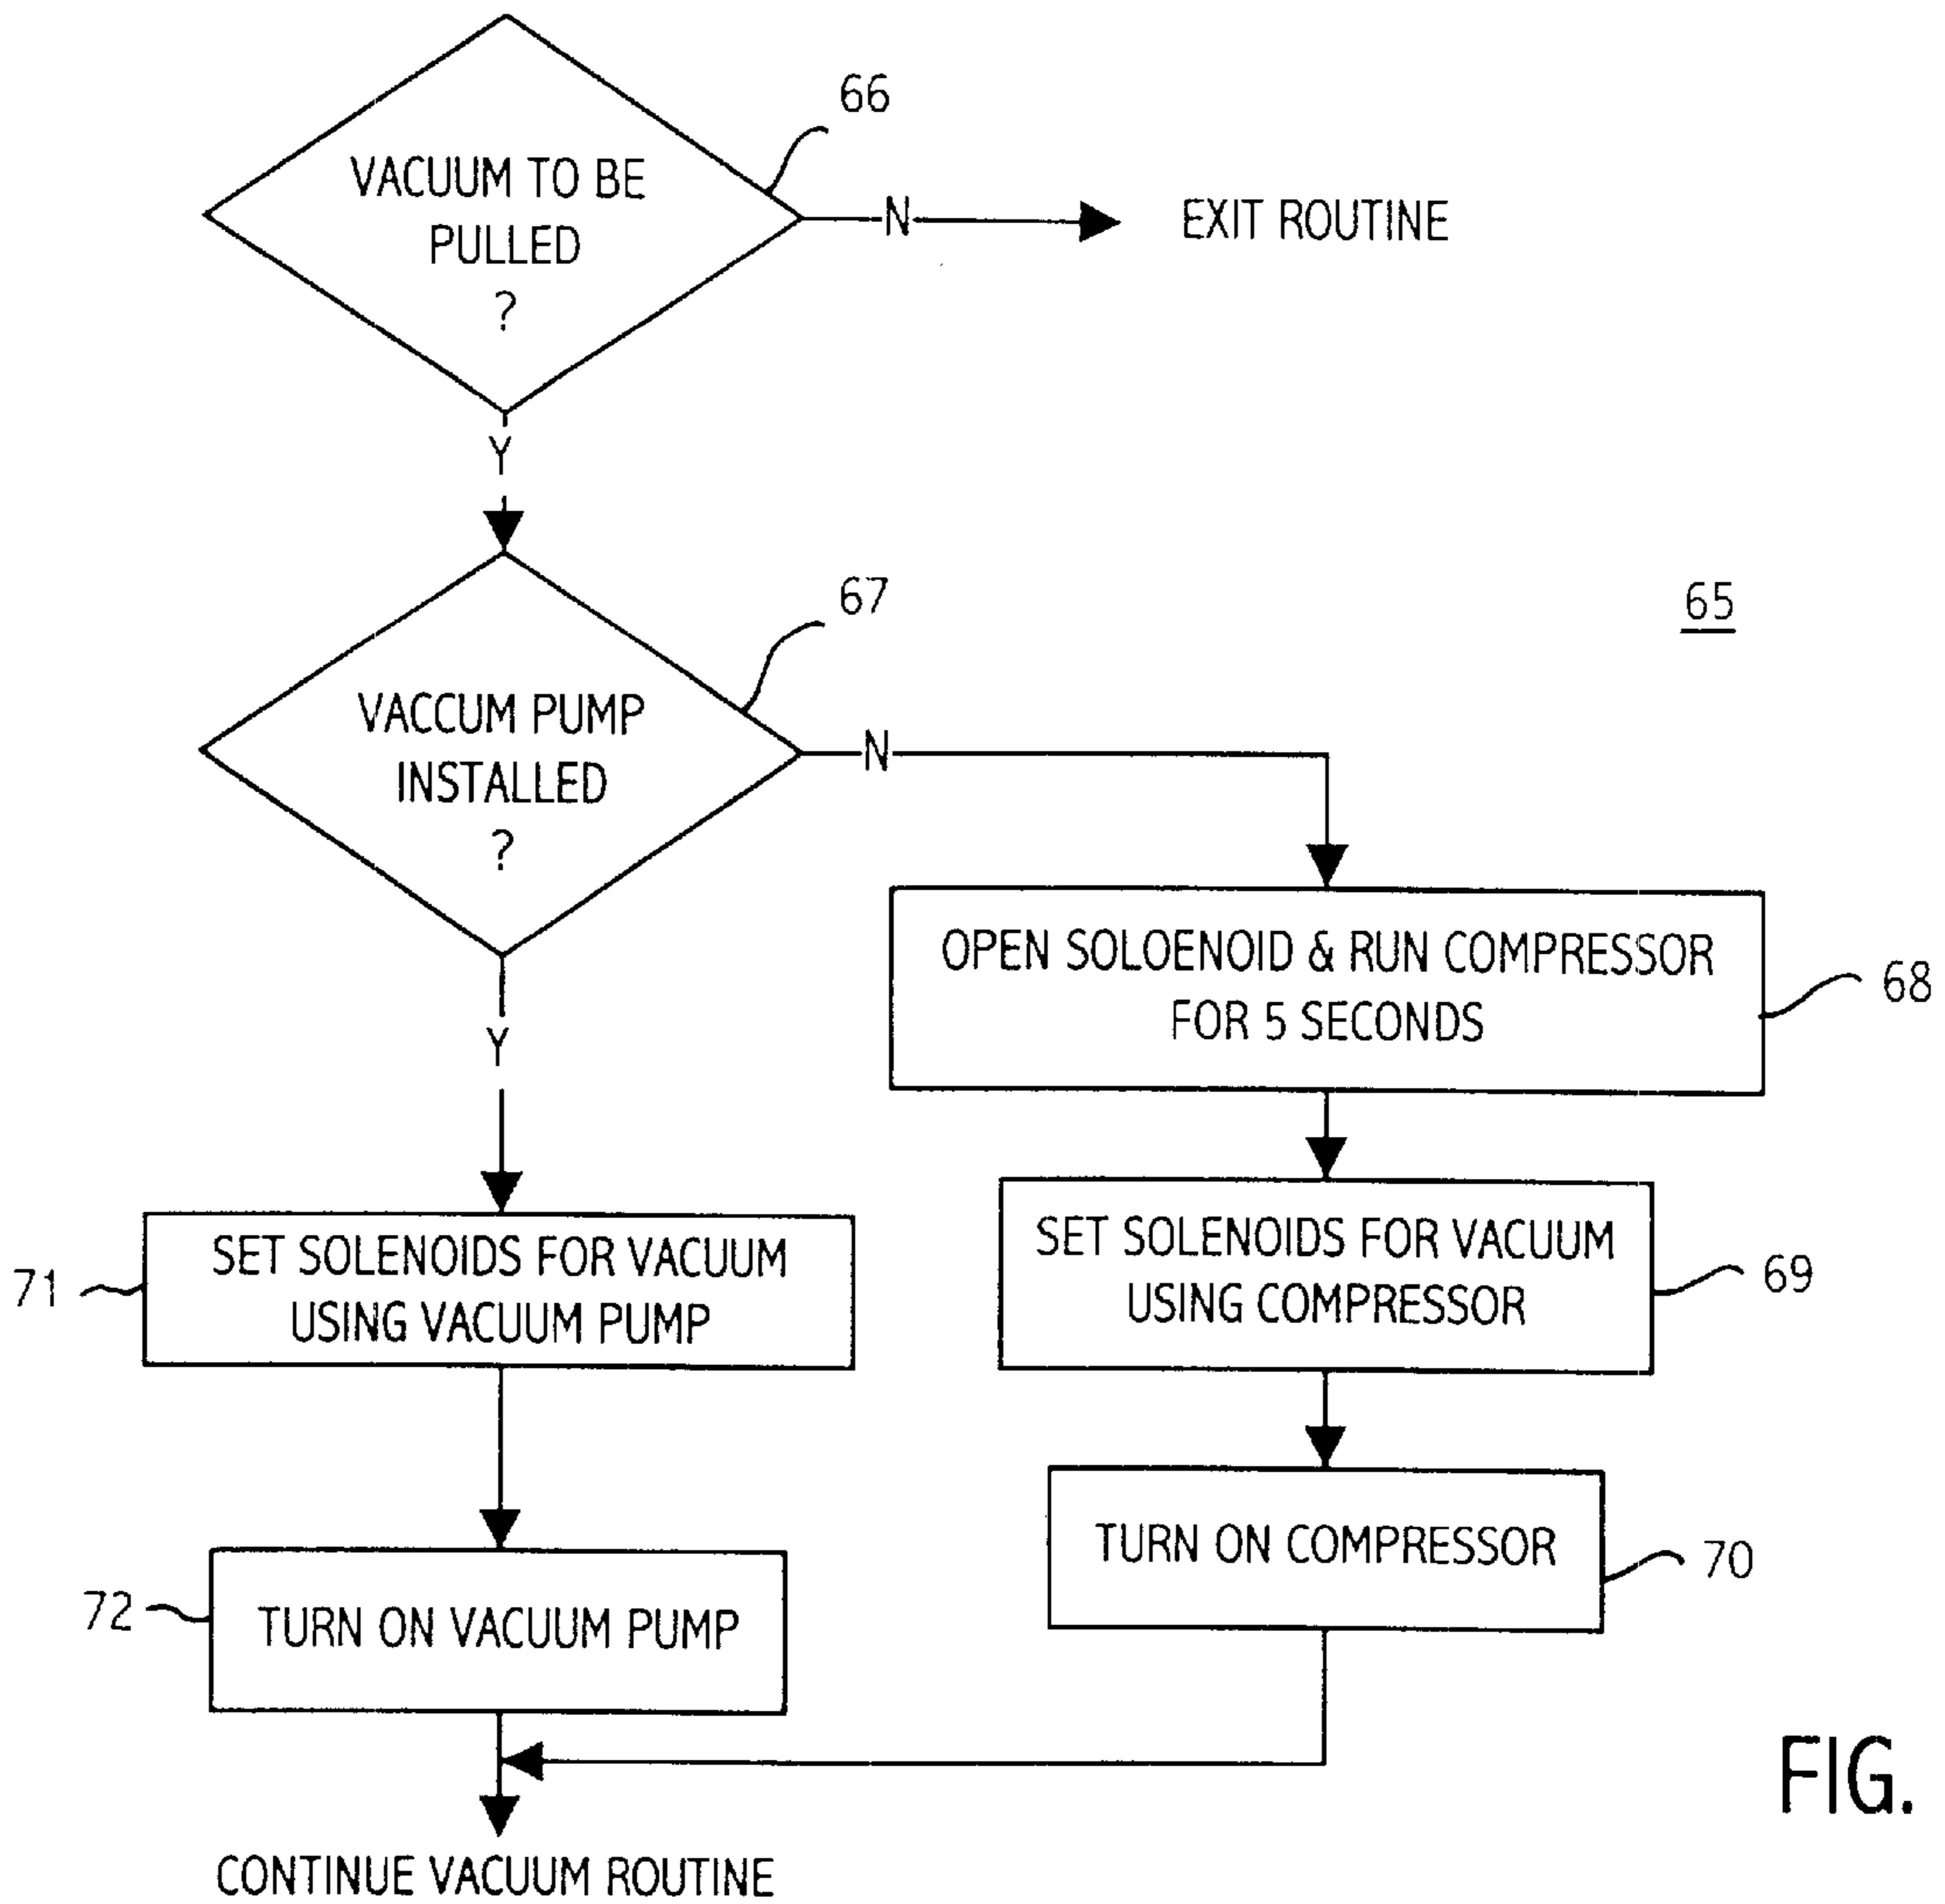 66
VACUUM TO BE
PULLED
?
N
EXIT ROUTINE
Y
67
65
VACCUM PUMP
INSTALLED
?
N
Y
OPEN SOLOENOID & RUN COMPRESSOR
FOR 5 SECONDS
68
SET SOLENOIDS FOR VACUUM
USING COMPRESSOR
69
71
SET SOLENOIDS FOR VACUUM
USING VACUUM PUMP
TURN ON COMPRESSOR
70
72
TURN ON VACUUM PUMP
FIG.
CONTINUE VACUUM ROUTINE